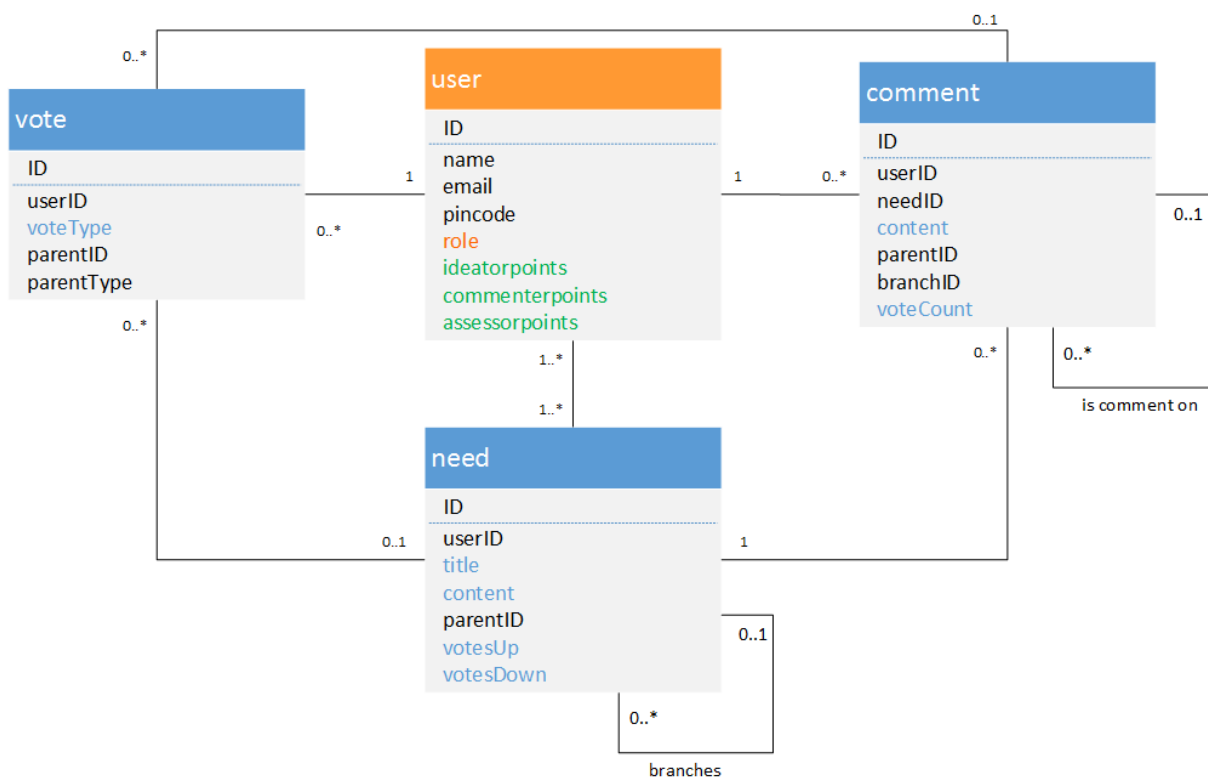 0..1
0..*
user
comment
vote
ID
name
email
pincode
role
ideatorpoints
commenterpoints
assessorpoints
ID
userID
needID
content
parentID
branchID
voteCount
ID
userID
voteType
parentID
parentType
1
1
0..*
0..1
0..*
0..*
0..*
0..*
is comment on
1..*
1..*
need
ID
userID
title
content
parentID
votesUp
votesDown
0..1
1
0..1
0..*
branches